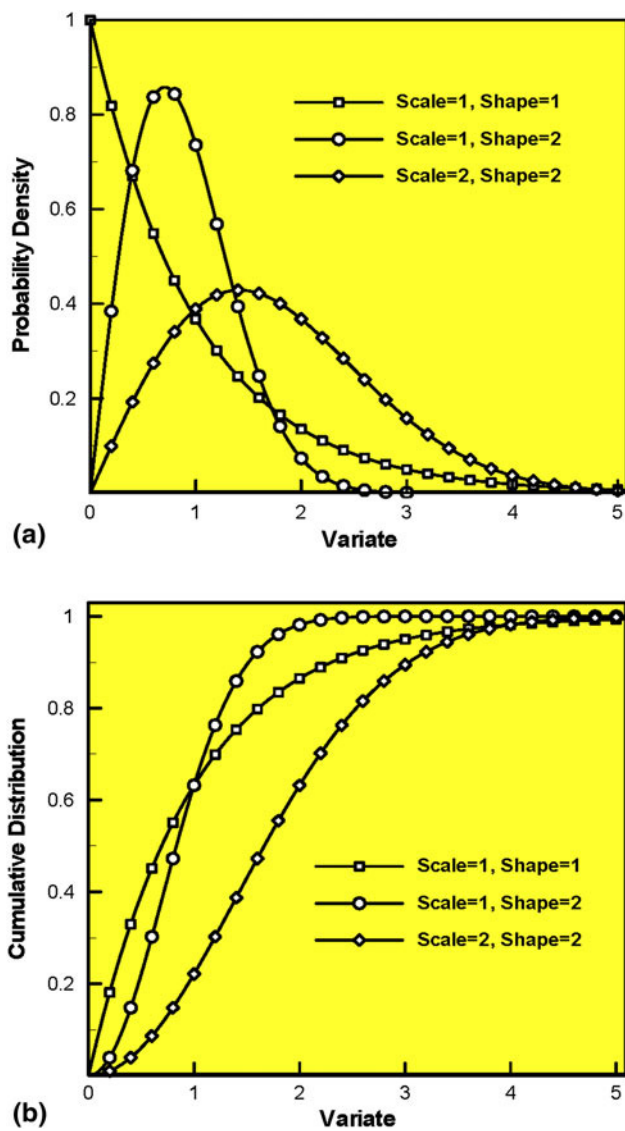 1
0.8
0.6
0.4
0.2
0
1
2
3
4
5
Probability Density
Scale=1, Shape=1
Scale=1, Shape=2
Scale=2, Shape=2
Variate
(a)
1
0.8
0.6
0.4
0.2
0
1
2
3
4
5
Cumulative Distribution
Scale=1, Shape=1
Scale=1, Shape=2
Scale=2, Shape=2
Variate
(b)